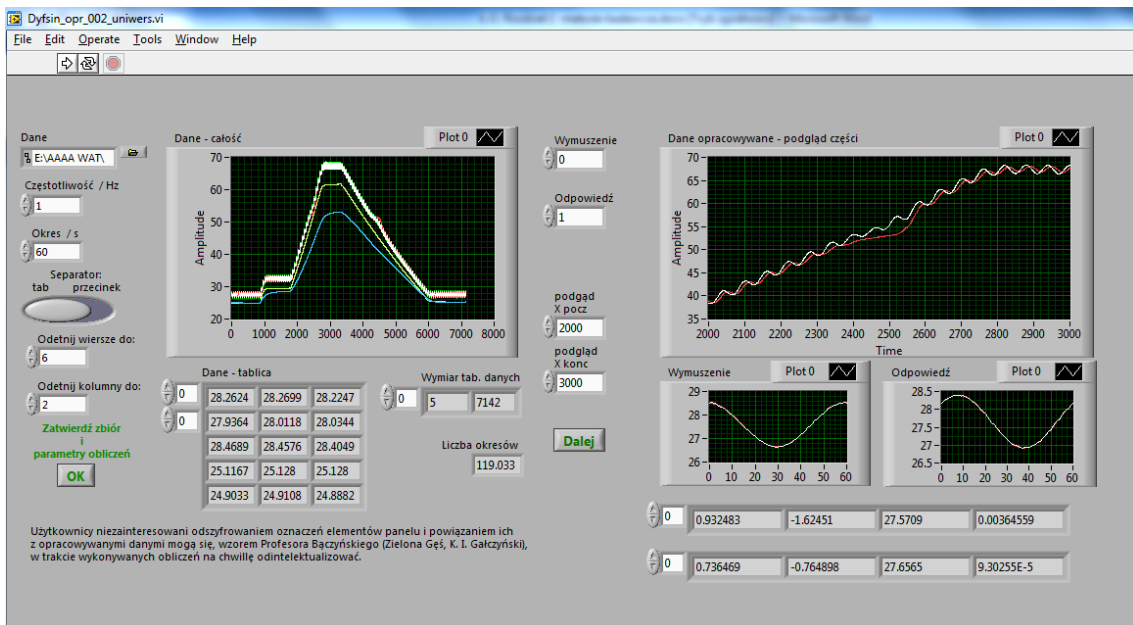 Dyfsin_opr_002_uniwers.vi
File Edit Operate Tools Window Help
Dane
E:\AAAA WAT\
Częstotliwość / Hz
1
Okres / s
60
Separator:
tab przecinek
Odetnij wiersze do:
6
Odetnij kolumny do:
2
Zatwierdź zbiór
i
parametry obliczeń
OK
Dane - całość
Plot 0
70
60
50
40
30
20
Amplitude
0 1000 2000 3000 4000 5000 6000 7000 8000
Dane - tablica
0
0
28.2624 28.2699 28.2247
27.9364 28.0118 28.0344
28.4689 28.4576 28.4049
25.1167 25.128 25.128
24.9033 24.9108 24.8882
Wymiar tab. danych
0 5 7142
Liczba okresów
119.033
Wymuszenie
0
Odpowiedź
1
podgąd
X pocz
2000
podgląd
X konc
3000
Dalej
Dane opracowywane - podgląd części
Plot 0
70
65
60
55
50
45
40
35
Amplitude
2000 2100 2200 2300 2400 2500 2600 2700 2800 2900 3000
Time
Wymuszenie
Plot 0
29
28
27
26
0 10 20 30 40 50 60
Odpowiedź
Plot 0
28.5
28
27.5
27
26.5
0 10 20 30 40 50 60
0 0.932483 -1.62451 27.5709 0.00364559
0 0.736469 -0.764898 27.6565 9.30255E-5
Użytkownicy niezainteresowani odszyfrowaniem oznaczeń elementów panelu i powiązaniem ich
z opracowywanymi danymi mogą się, wzorem Profesora Bączyńskiego (Zielona Gęś, K. I. Gałczyński),
w trakcie wykonywanych obliczeń na chwillę odintelektualizować.